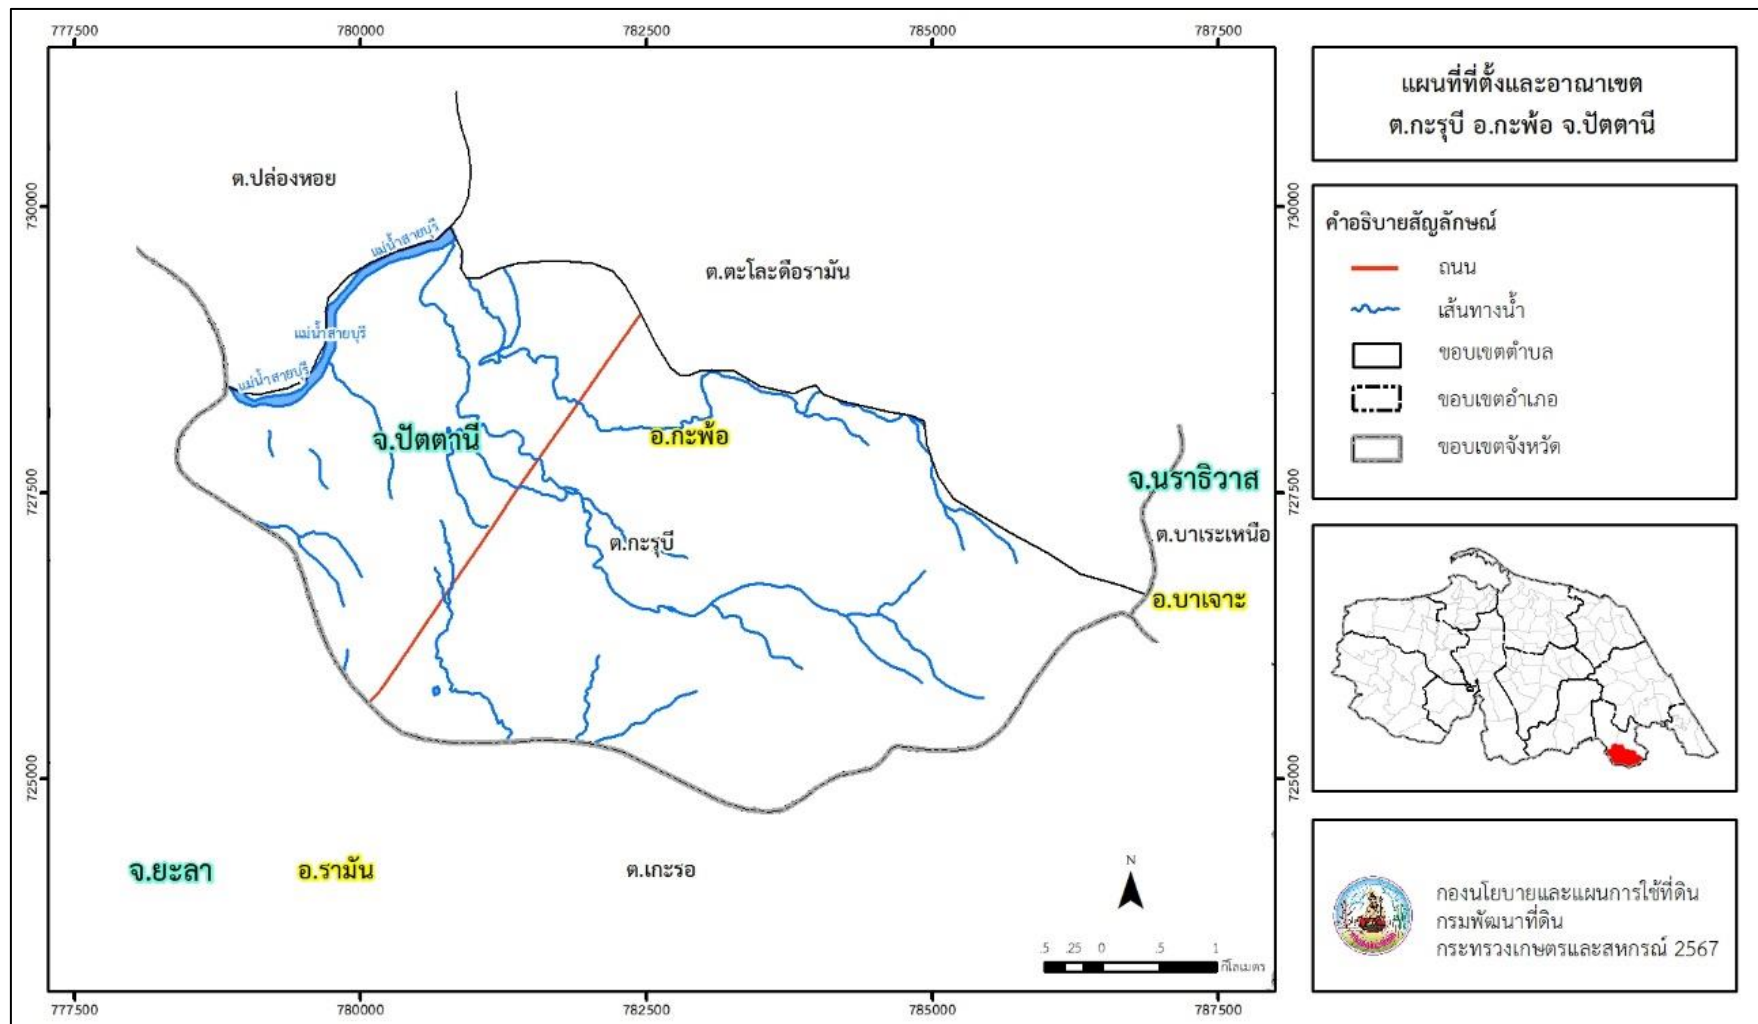 777500
780000
782500
785000
787500
แผนที่ที่ตั้งและอาณาเขต
ต.กะรุบี อ.กะพ้อ จ.ปัตตานี
ต.ปล่องหอย
730000
730000
แม่น้ำสายบุรี
ต.ตะโละดือรามัน
แม่น้ำสายบุรี
แม่น้ำสายบุรี
จ.ปัตตานี
อ.กะพ้อ
จ.นราธิวาส
727500
727500
ต.กะรุบี
ต.บาเระเหนือ
อ.บาเจาะ
725000
725000
จ.ยะลา
อ.รามัน
ต.เกะรอ
N
.5 .25 0 .5 1
กิโลเมตร
777500
780000
782500
785000
787500
คำอธิบายสัญลักษณ์
ถนน
เส้นทางน้ำ
ขอบเขตตำบล
ขอบเขตอำเภอ
ขอบเขตจังหวัด
กองนโยบายและแผนการใช้ที่ดิน
กรมพัฒนาที่ดิน
กระทรวงเกษตรและสหกรณ์ 2567